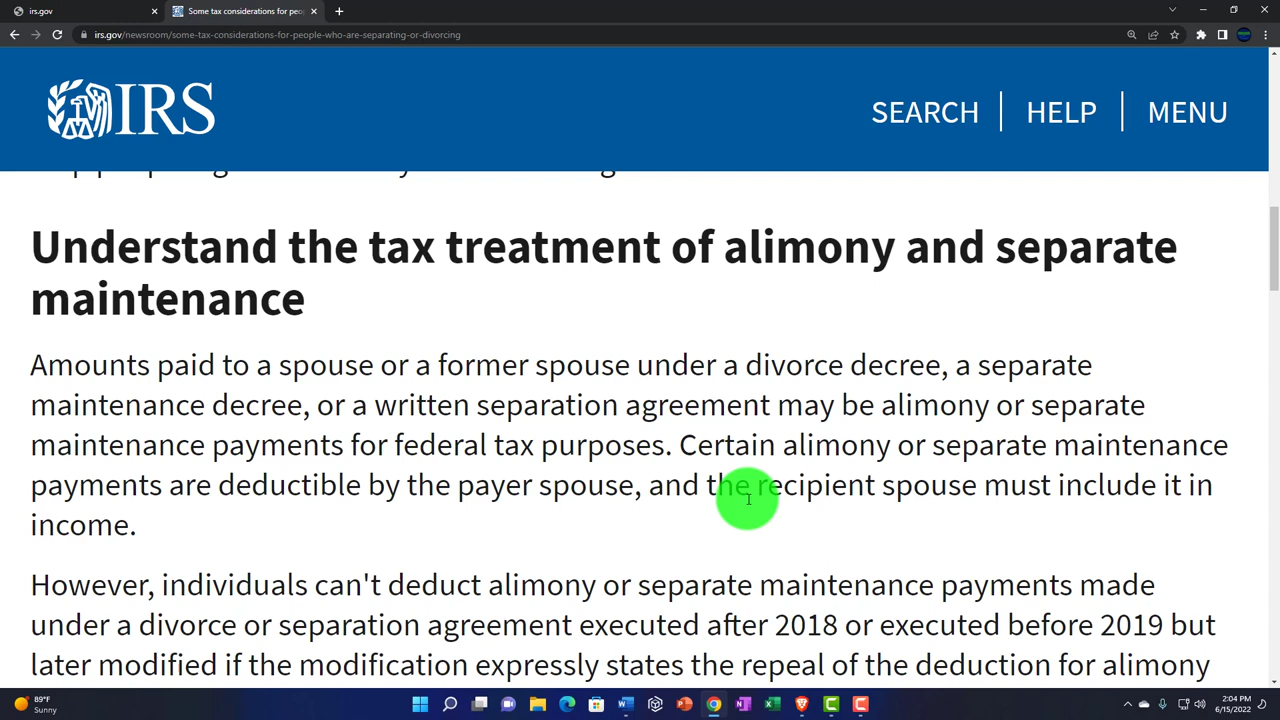 irs.gov
Some tax considerations for peo
irs.gov/newsroom/some-tax-considerations-for-people-who-are-separating-or-divorcing
IRS
SEARCH
HELP
MENU
Understand the tax treatment of alimony and separate
maintenance
Amounts paid to a spouse or a former spouse under a divorce decree, a separate
maintenance decree, or a written separation agreement may be alimony or separate
maintenance payments for federal tax purposes. Certain alimony or separate maintenance
payments are deductible by the payer spouse, and the recipient spouse must include it in
income.
However, individuals can't deduct alimony or separate maintenance payments made
under a divorce or separation agreement executed after 2018 or executed before 2019 but
later modified if the modification expressly states the repeal of the deduction for alimony
89°F
Sunny
2:04 PM
6/15/2022